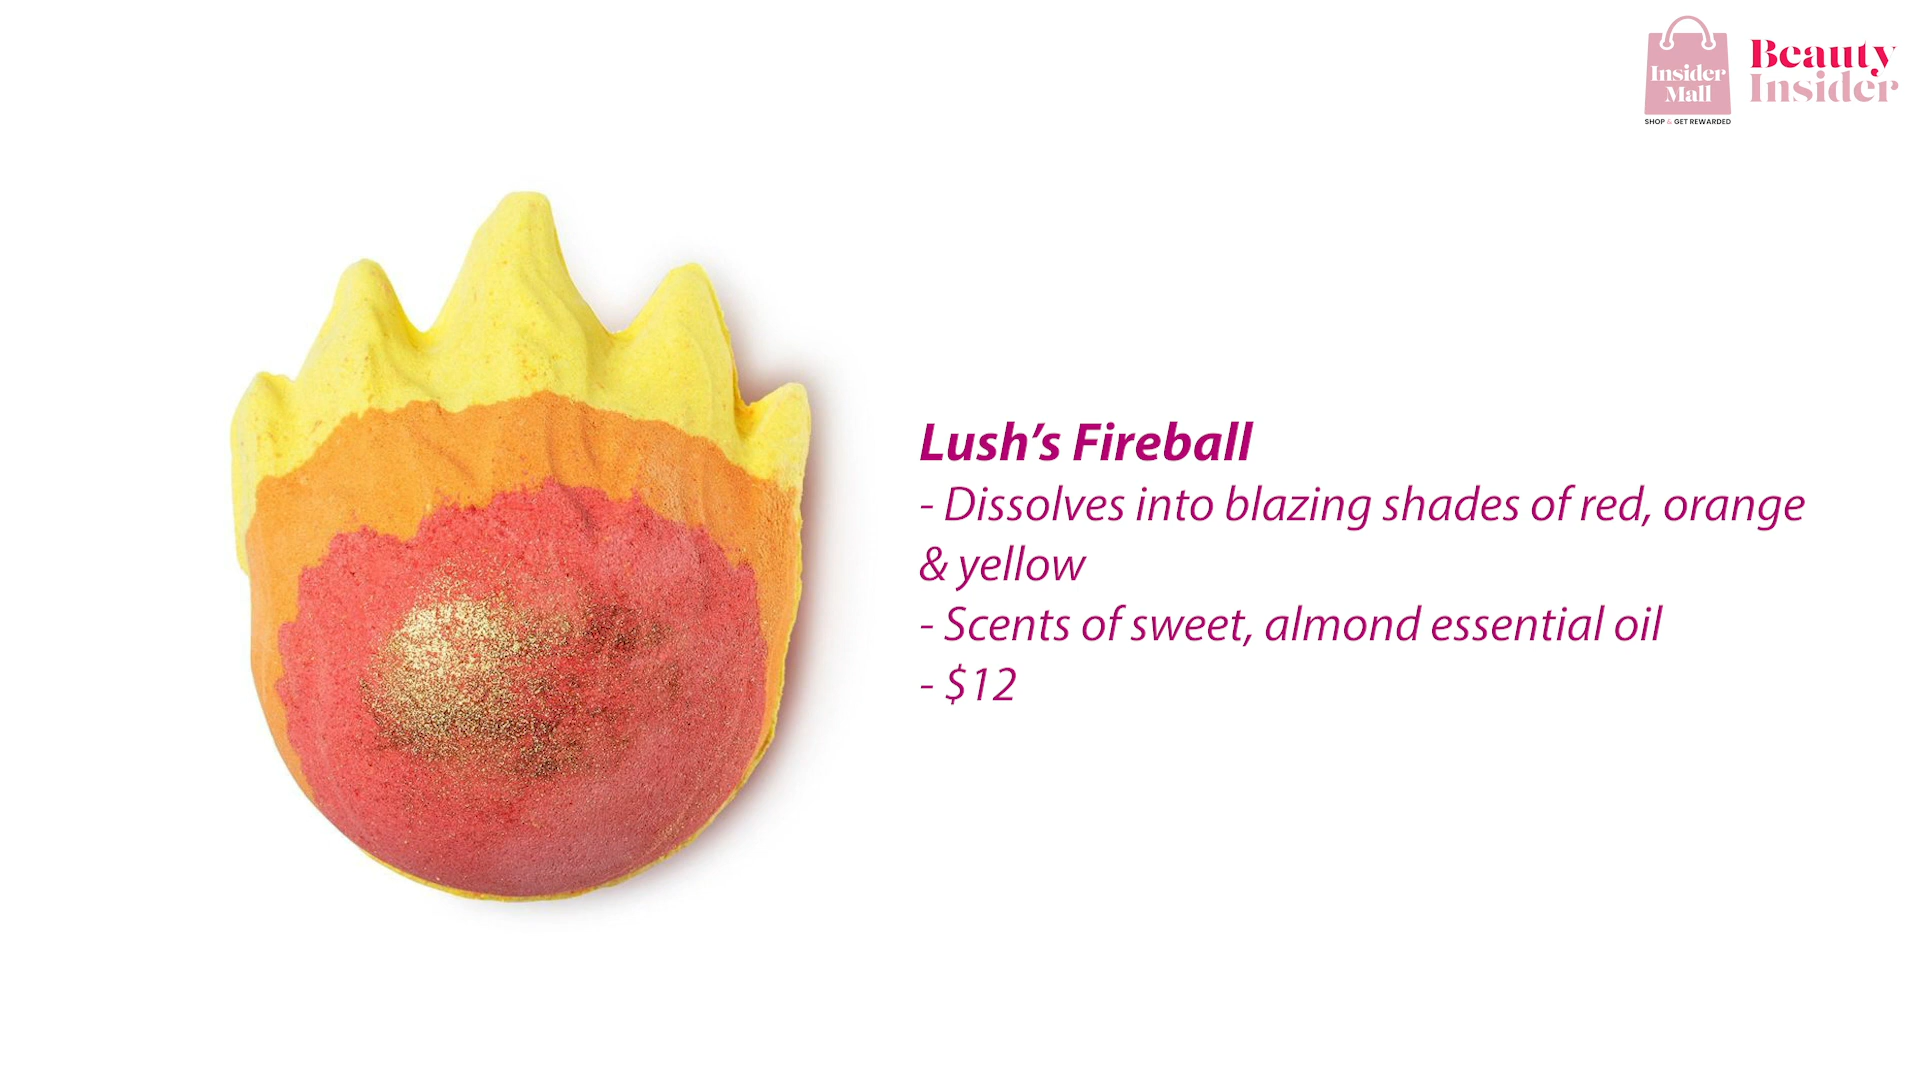 Insider
Mall
SHOP & GET REWARDED
Beauty
Insider
Lush’s Fireball
- Dissolves into blazing shades of red, orange
& yellow
- Scents of sweet, almond essential oil
- $12